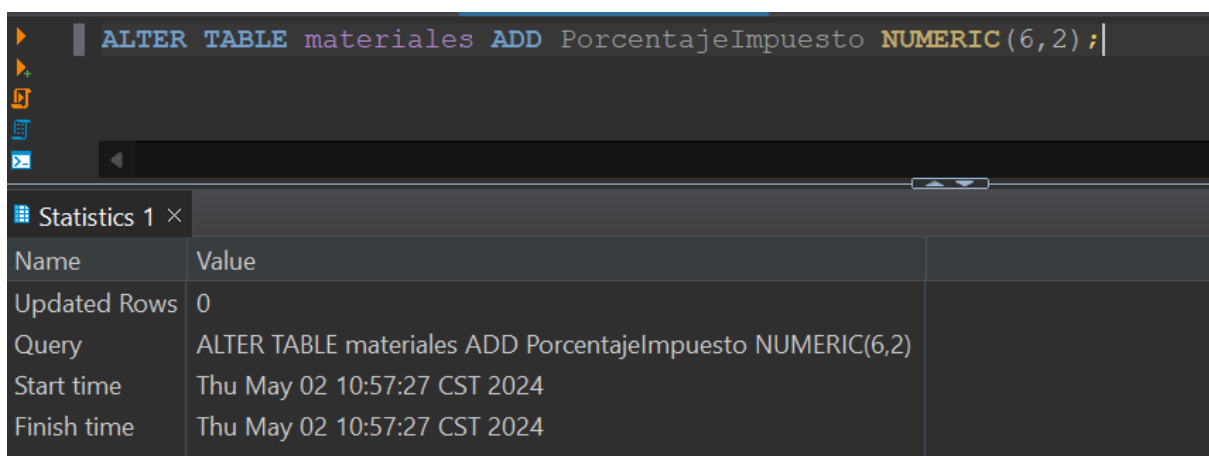 ALTER TABLE materiales ADD PorcentajeImpuesto NUMERIC(6,2);
Statistics 1 ×
Name Value
Updated Rows 0
Query ALTER TABLE materiales ADD PorcentajeImpuesto NUMERIC(6,2)
Start time Thu May 02 10:57:27 CST 2024
Finish time Thu May 02 10:57:27 CST 2024